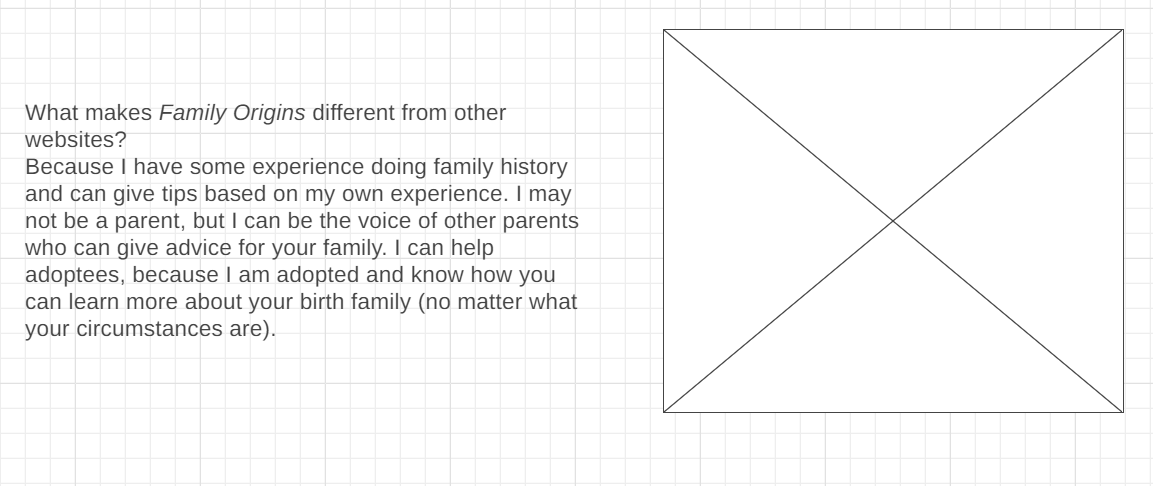 What makes Family Origins different from other
websites?
Because I have some experience doing family history
and can give tips based on my own experience. I may
not be a parent, but I can be the voice of other parents
who can give advice for your family. I can help
adoptees, because I am adopted and know how you
can learn more about your birth family (no matter what
your circumstances are).